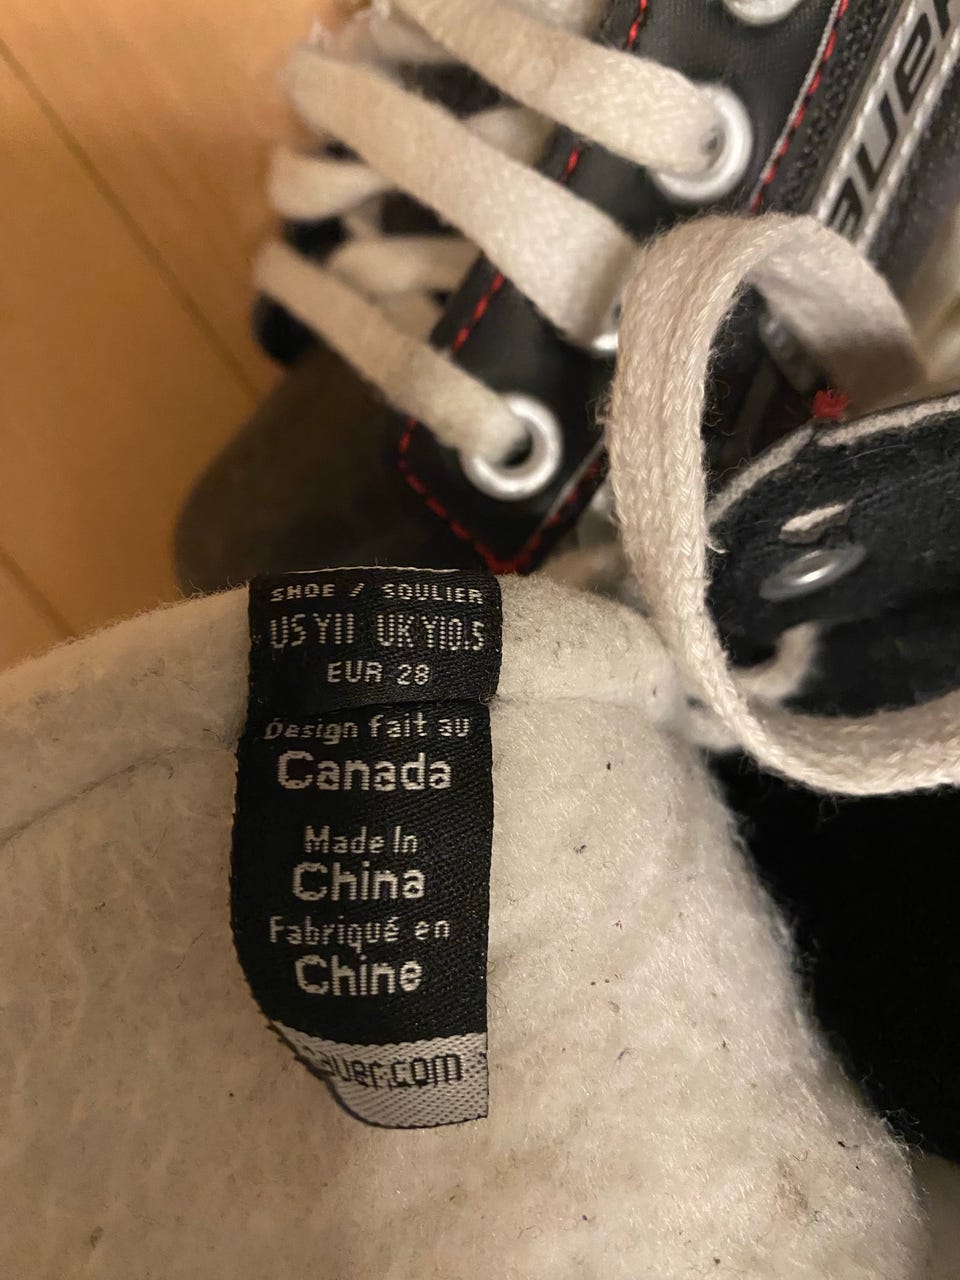 SHOE / SOULIER
US Y11 UK Y10.5
EUR 28
Design fait au
Canada
Made In
China
Fabriqué en
Chine